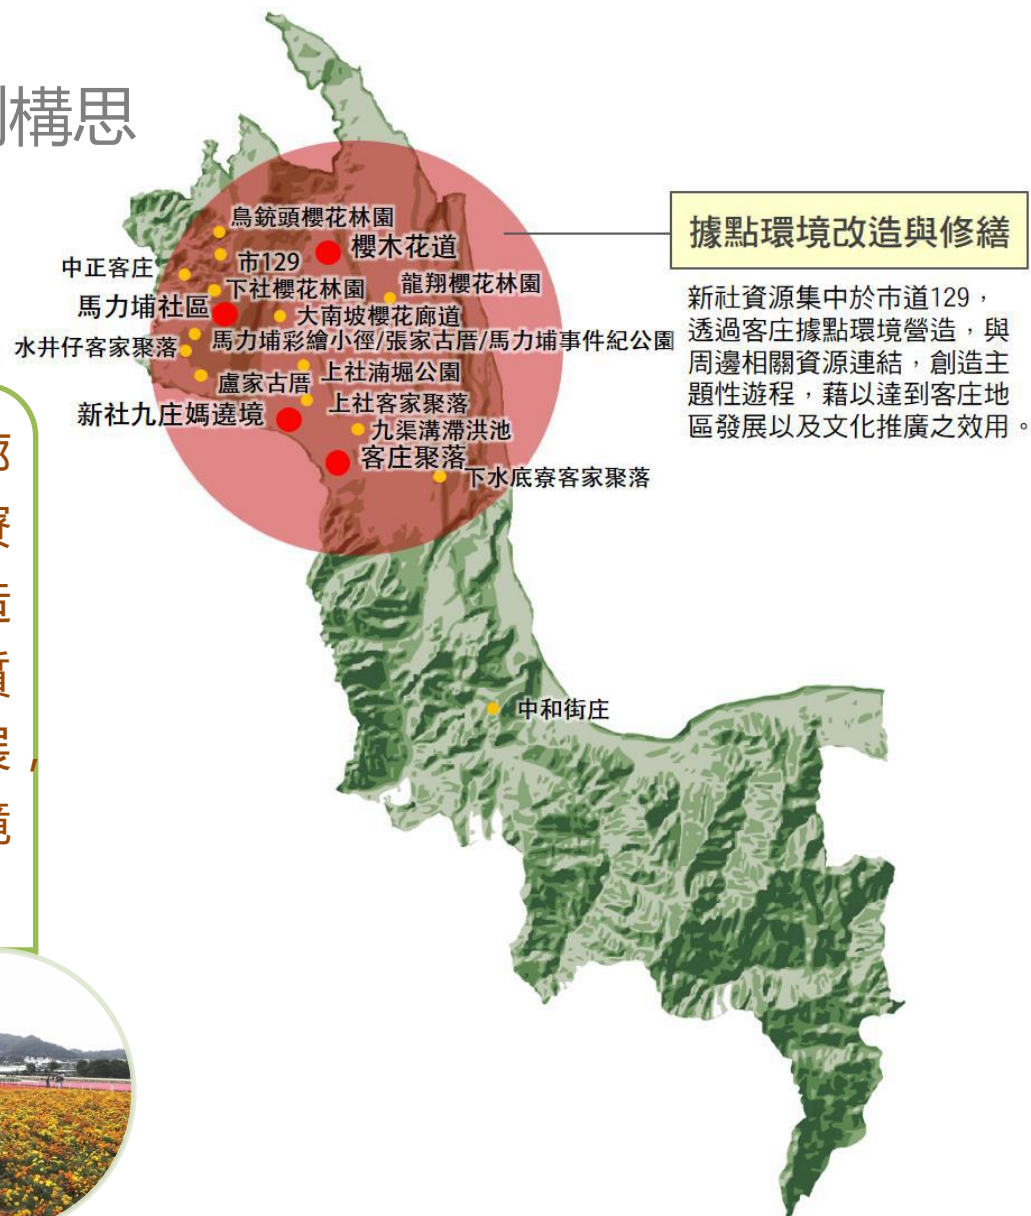 構思
鳥銃頭櫻花林園
櫻木花道
市129
中正客庄
龍翔櫻花林園
下社櫻花林園
馬力埔社區
大南坡櫻花廊道
水井仔客家聚落
馬力埔彩繪小徑/張家古厝/馬力埔事件紀公園
上社湳堀公園
盧家古厝
上社客家聚落
新社九庄媽遶境
九渠溝滯洪池
客庄聚落
下水底寮客家聚落
中和街庄
據點環境改造與修繕
新社資源集中於市道129，
透過客庄據點環境營造，與
周邊相關資源連結，創造主
題性遊程，藉以達到客庄地
區發展以及文化推廣之效用。